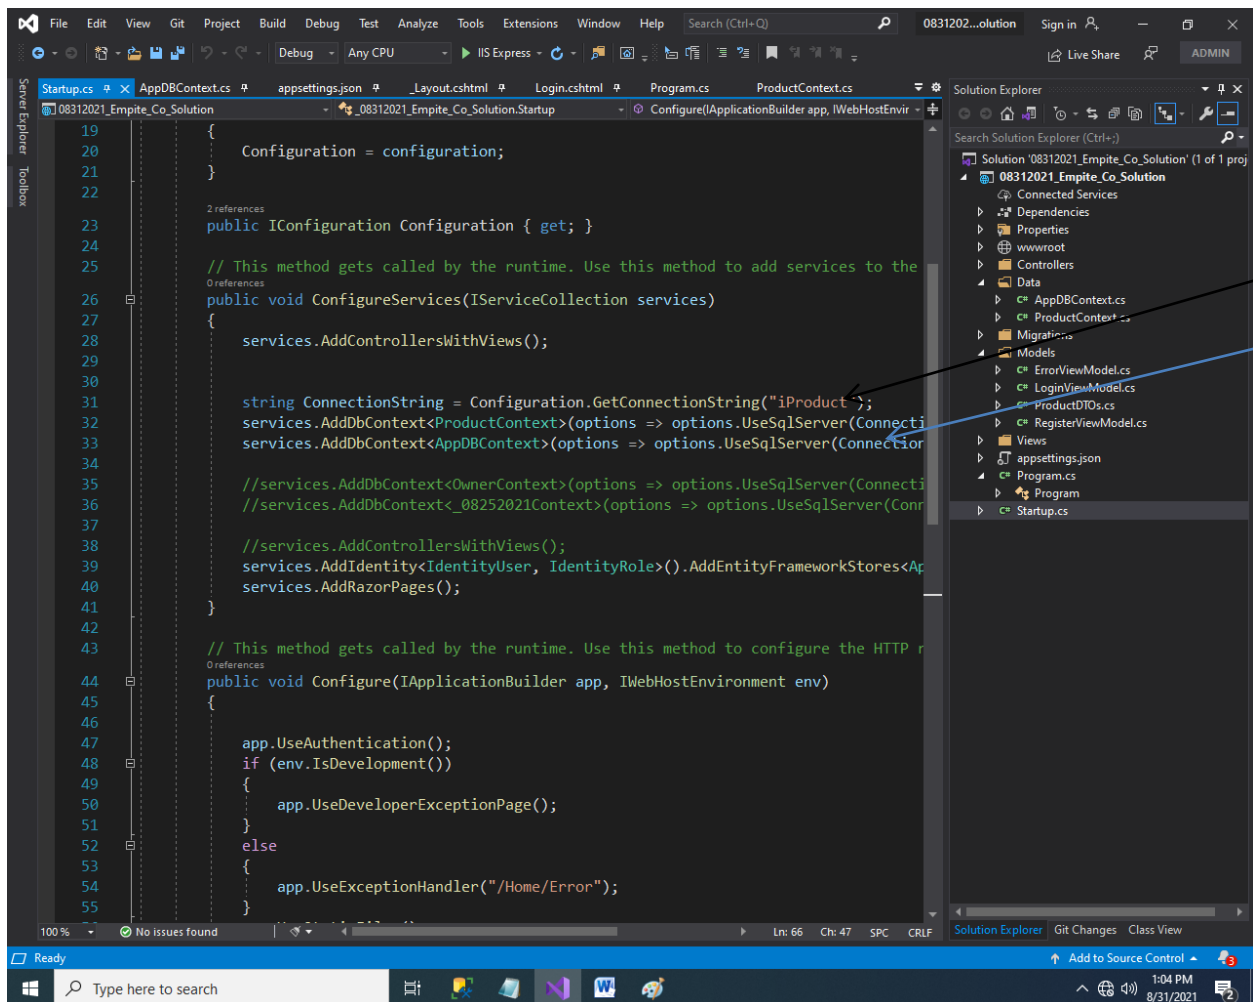 File Edit View Git Project Build Debug Test Analyze Tools Extensions Window Help Search (Ctrl+Q) 0831202...olution Sign in
Debug Any CPU IIS Express Live Share ADMIN
Server Explorer
Toolbox
Startup.cs AppDBContext.cs appsettings.json _Layout.cshtml Login.cshtml Program.cs ProductContext.cs
08312021_Empite_Co_Solution _08312021_Empite_Co_Solution.Startup Configure(IApplicationBuilder app, IWebHostEnvir
19 {
20 Configuration = configuration;
21 }
22
2 references
23 public IConfiguration Configuration { get; }
24
25 // This method gets called by the runtime. Use this method to add services to the
0 references
26 public void ConfigureServices(IServiceCollection services)
27 {
28 services.AddControllersWithViews();
29
30
31 string ConnectionString = Configuration.GetConnectionString("iProduct");
32 services.AddDbContext<ProductContext>(options => options.UseSqlServer(Connecti
33 services.AddDbContext<AppDBContext>(options => options.UseSqlServer(Connection
34
35 //services.AddDbContext<OwnerContext>(options => options.UseSqlServer(Connecti
36 //services.AddDbContext<_08252021Context>(options => options.UseSqlServer(Conn
37
38 //services.AddControllersWithViews();
39 services.AddIdentity<IdentityUser, IdentityRole>().AddEntityFrameworkStores<Ap
40 services.AddRazorPages();
41 }
42
43 // This method gets called by the runtime. Use this method to configure the HTTP r
0 references
44 public void Configure(IApplicationBuilder app, IWebHostEnvironment env)
45 {
46
47 app.UseAuthentication();
48 if (env.IsDevelopment())
49 {
50 app.UseDeveloperExceptionPage();
51 }
52 else
53 {
54 app.UseExceptionHandler("/Home/Error");
55 }
100 % No issues found Ln: 66 Ch: 47 SPC CRLF
Solution Explorer
Search Solution Explorer (Ctrl+;)
Solution '08312021_Empite_Co_Solution' (1 of 1 proj
08312021_Empite_Co_Solution
Connected Services
Dependencies
Properties
wwwroot
Controllers
Data
C# AppDBContext.cs
C# ProductContext.cs
Migrations
Models
C# ErrorViewModel.cs
C# LoginViewModel.cs
C# ProductDTOs.cs
C# RegisterViewModel.cs
Views
appsettings.json
C# Program.cs
Program
C# Startup.cs
Solution Explorer Git Changes Class View
Ready Add to Source Control 3
Type here to search 1:04 PM
8/31/2021 2